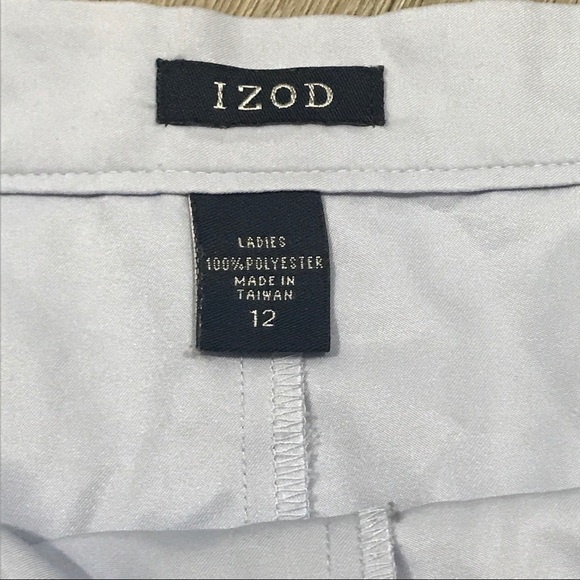 IZOD
LADIES
100% POLYESTER
MADE IN
TAIWAN
12